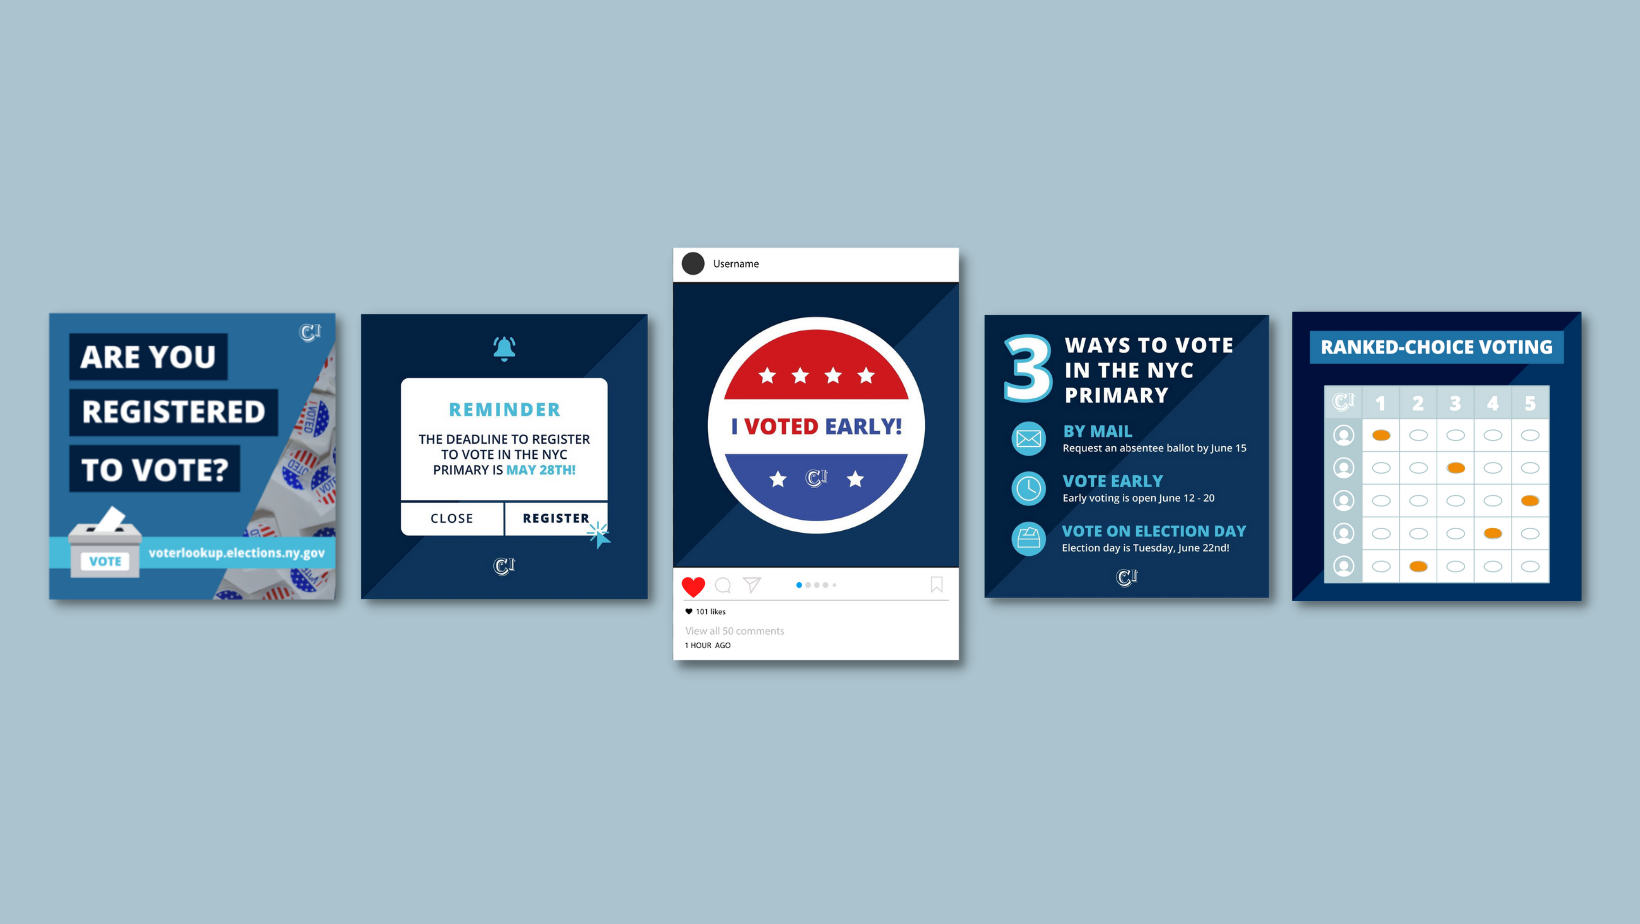 ARE YOU
REGISTERED
TO VOTE?
VOTE
voterlookup.elections.ny.gov
REMINDER
THE DEADLINE TO REGISTER
TO VOTE IN THE NYC
PRIMARY IS MAY 28TH!
CLOSE
REGISTER
CI
Username
I VOTED EARLY!
CI
101 likes
View all 50 comments
1 HOUR AGO
3 WAYS TO VOTE
IN THE NYC
PRIMARY
BY MAIL
Request an absentee ballot by June 15
VOTE EARLY
Early voting is open June 12 - 20
VOTE ON ELECTION DAY
Election day is Tuesday, June 22nd!
CI
RANKED-CHOICE VOTING
CI 1 2 3 4 5